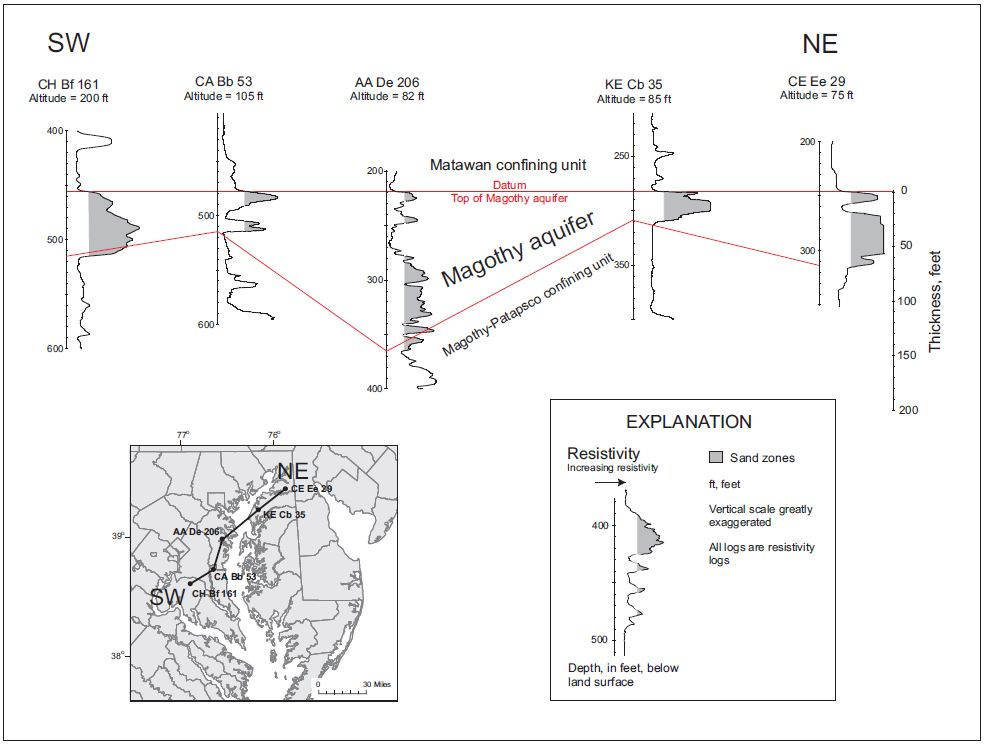 SW
NE
CH Bf 161
Altitude = 200 ft
CA Bb 53
Altitude = 105 ft
AA De 206
Altitude = 82 ft
KE Cb 35
Altitude = 85 ft
CE Ee 29
Altitude = 75 ft
400
500
600
500
600
200
300
400
250
350
200
300
Matawan confining unit
Datum
Top of Magothy aquifer
Magothy aquifer
Magothy-Patapsco confining unit
0
50
100
150
200
Thickness, feet
77°
76°
39°
38°
NE
CE Ee 29
KE Cb 35
AA De 206
CA Bb 53
SW
CH Bf 161
0
30 Miles
EXPLANATION
Resistivity
Increasing resistivity
400
500
Depth, in feet, below
land surface
Sand zones
ft, feet
Vertical scale greatly
exaggerated
All logs are resistivity
logs